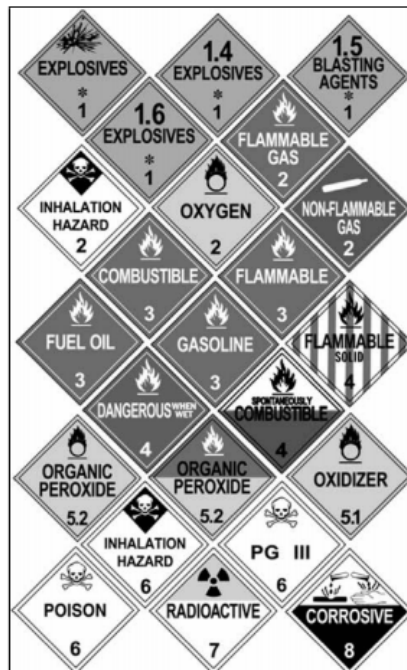 EXPLOSIVES
*
1
1.4
EXPLOSIVES
*
1
1.5
BLASTING
AGENTS
*
1
1.6
EXPLOSIVES
*
1
FLAMMABLE
GAS
2
INHALATION
HAZARD
2
OXYGEN
2
NON-FLAMMABLE
GAS
2
COMBUSTIBLE
3
FLAMMABLE
3
FUEL OIL
3
GASOLINE
3
FLAMMABLE
SOLID
4
DANGEROUS WHEN
WET
4
SPONTANEOUSLY
COMBUSTIBLE
4
ORGANIC
PEROXIDE
5.2
ORGANIC
PEROXIDE
5.2
OXIDIZER
5.1
INHALATION
HAZARD
6
PG III
6
POISON
6
RADIOACTIVE
7
CORROSIVE
8